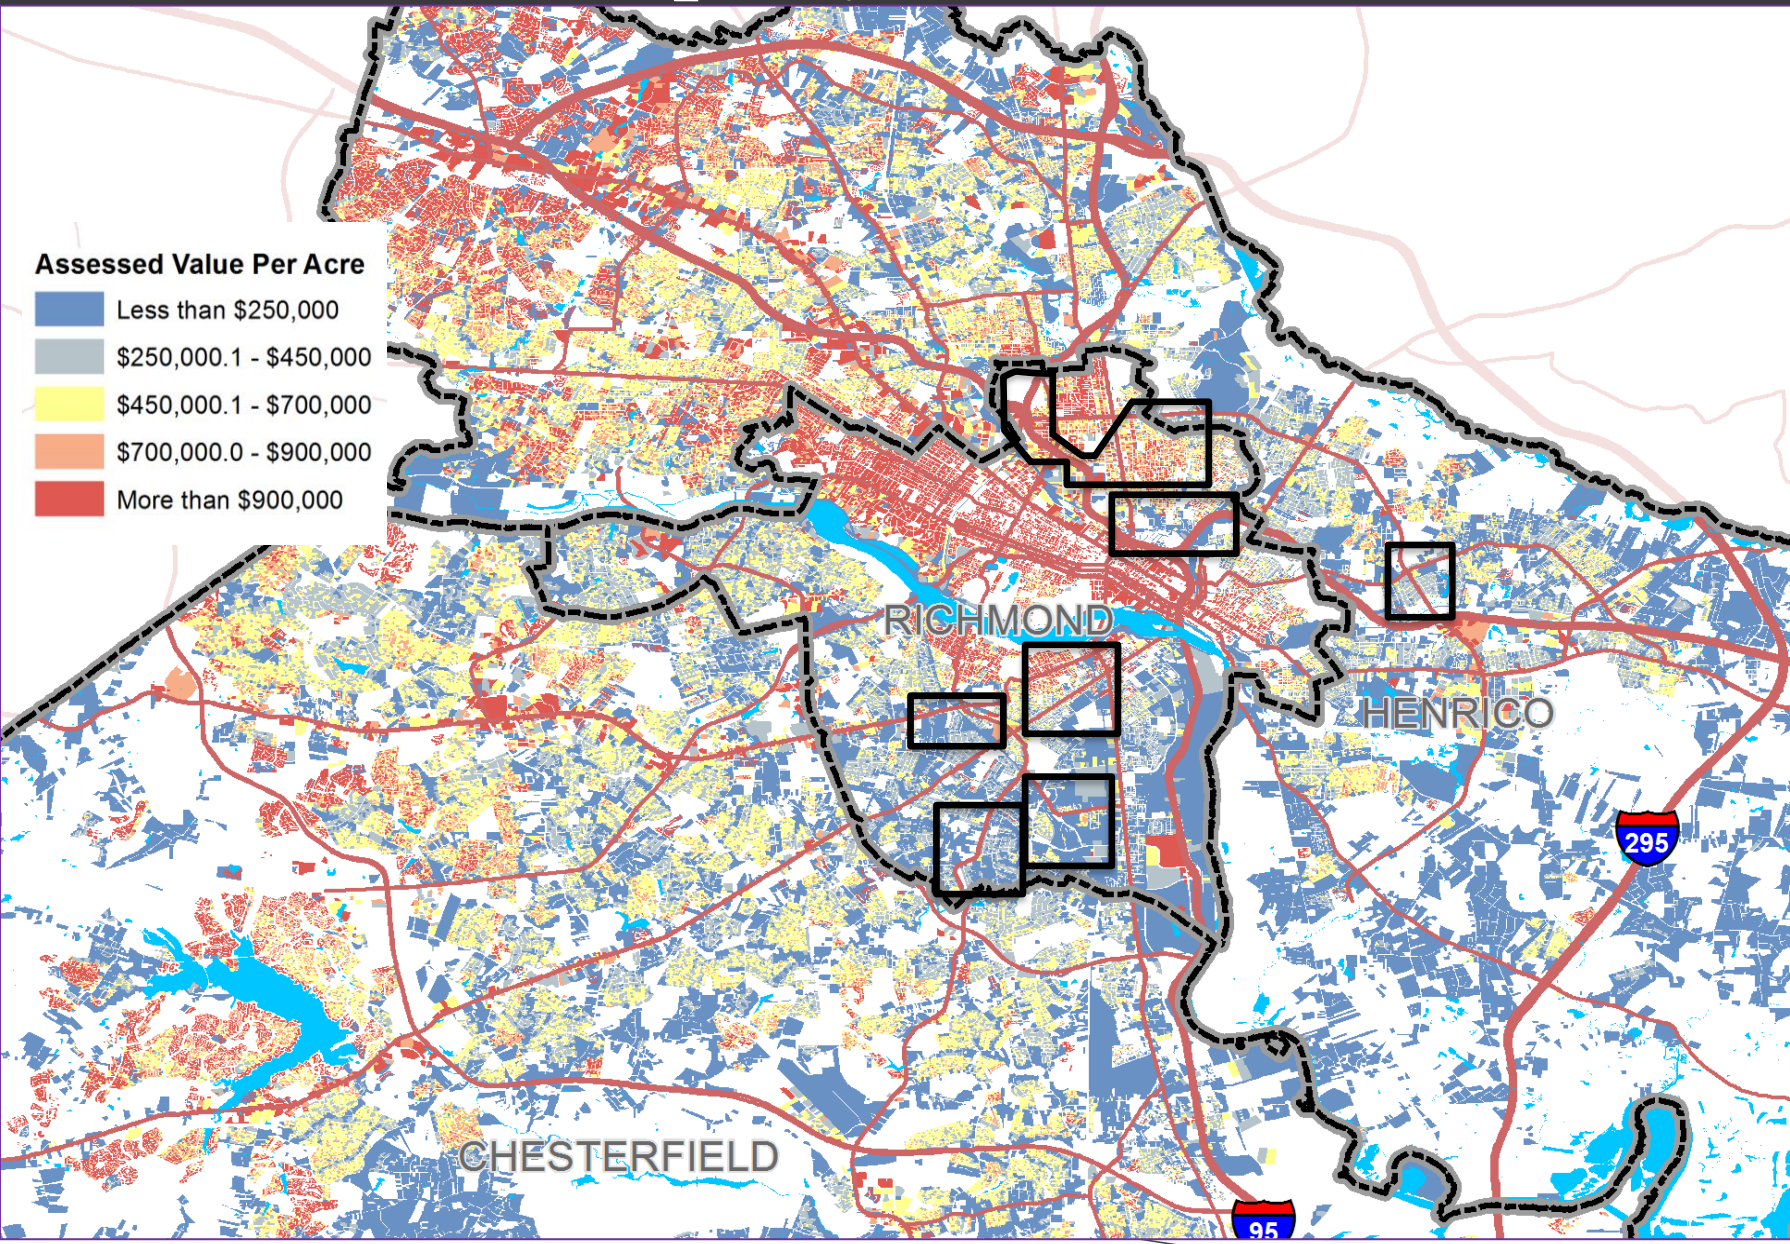 Assessed Value Per Acre
Less than $250,000
$250,000.1 - $450,000
$450,000.1 - $700,000
$700,000.0 - $900,000
More than $900,000
RICHMOND
HENRICO
295
CHESTERFIELD
95